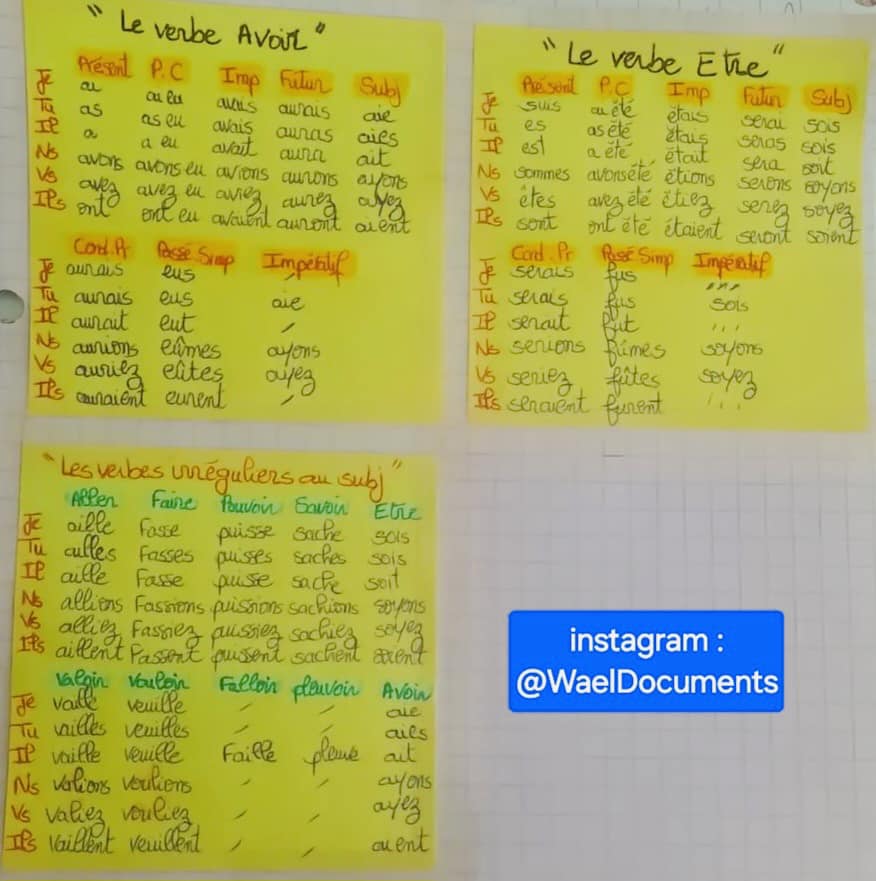 " Le verbe Avoir "
Présent P.C Imp Futur Subj
Je ai ai eu avais aurais aie
Tu as as eu avais auras aies
Il a a eu avait aura ait
Ns avons avons eu avions aurons ayons
Vs avez avez eu aviez aurez ayez
Ils ont ont eu avaient auront aient
Cond.Pr Passé Simp Impératif
Je aurais eus "
Tu aurais eus aie
Il aurait eut /
Ns aurions eûmes ayons
Vs auriez eûtes ayez
Ils auraient eurent /
" Le verbe Etre "
Présent P.C Imp Futur Subj
Je suis ai été étais serai sois
Tu es as été étais seras sois
Il est a été était sera soit
Ns sommes avons été étions serons soyons
Vs êtes avez été étiez serez soyez
Ils sont ont été étaient seront soient
Cond.Pr Passé Simp Impératif
Je serais fus """
Tu serais fus sois
Il serait fut '''
Ns serions fûmes soyons
Vs seriez fûtes soyez
Ils seraient furent '''
"Les verbes irréguliers au subj"
Aller Faire Pouvoir Savoir Etre
Je aille Fasse puisse sache sois
Tu ailles Fasses puisses saches sois
Il aille Fasse puisse sache soit
Ns allions Fassions puissions sachions soyons
Vs alliez Fassiez puissiez sachiez soyez
Ils aillent Fassent puissent sachent soient
Valoir Vouloir Falloir pleuvoir Avoir
Je vaille veuille / / aie
Tu vailles veuilles / / aies
Il vaille veuille Faille pleuve ait
Ns valions voulions / / ayons
Vs valiez vouliez / / ayez
Ils vaillent veuillent / / aient
instagram :
@WaelDocuments